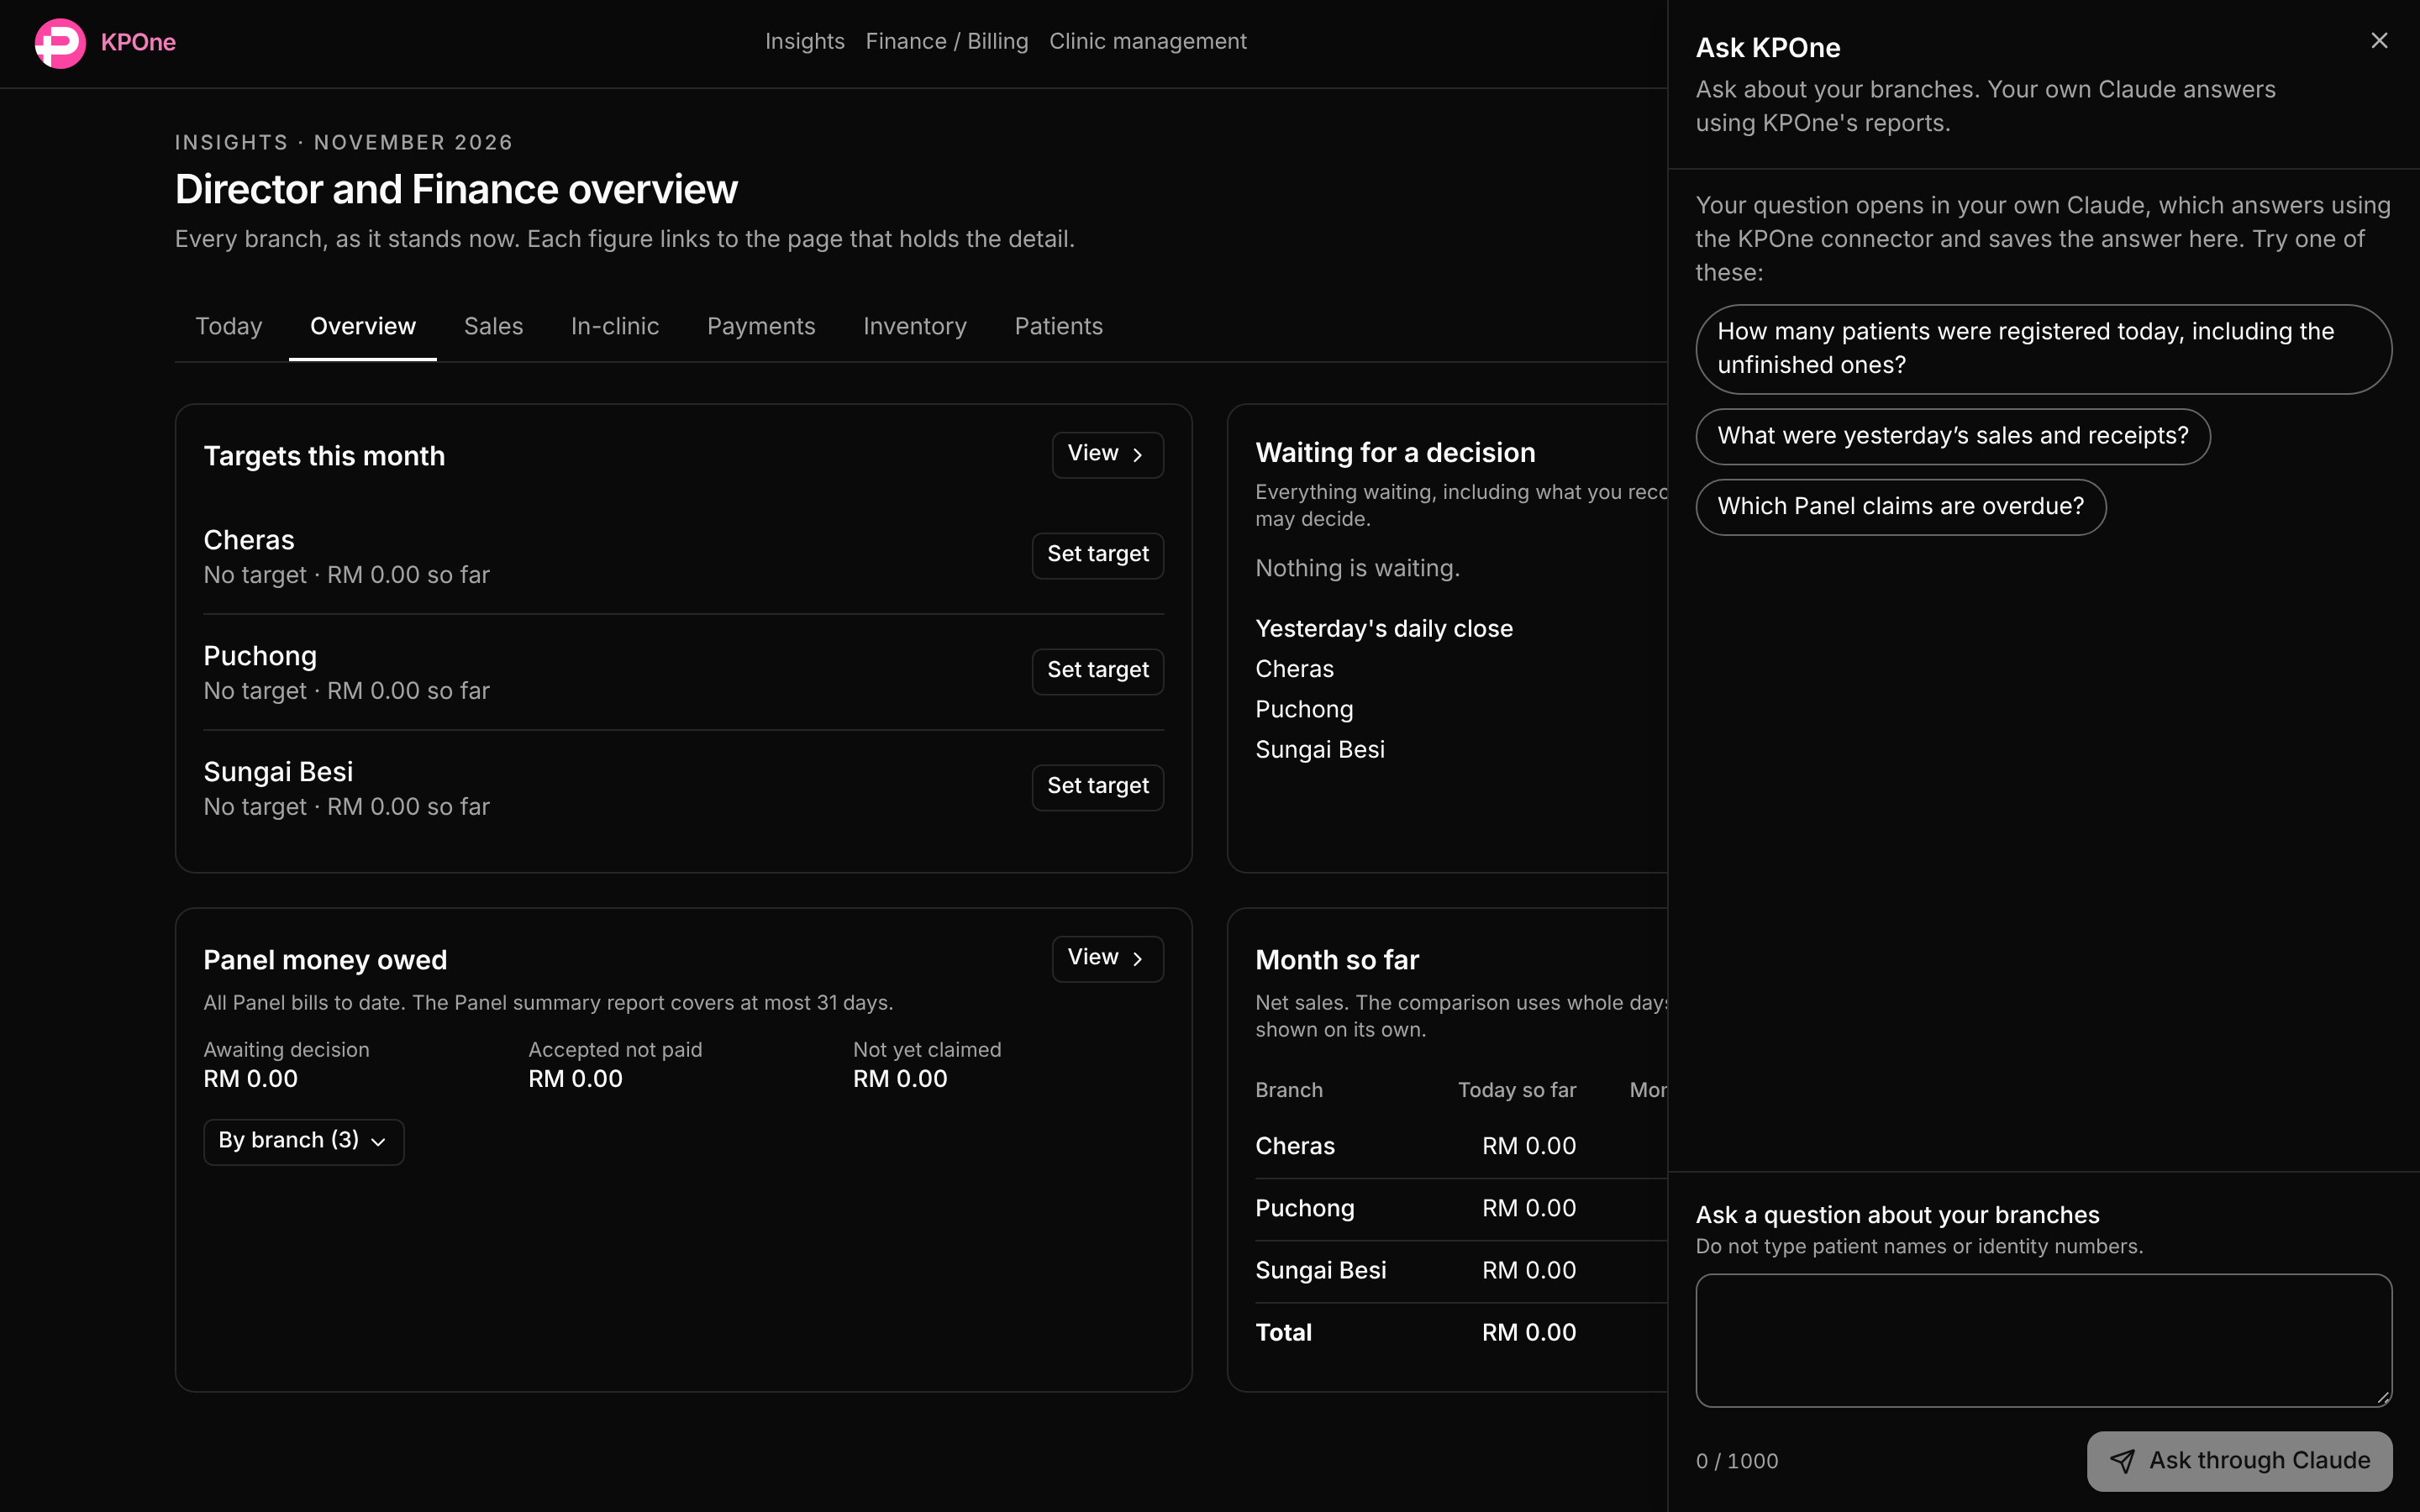 KPOne
Insights
Finance / Billing
Clinic management
INSIGHTS · NOVEMBER 2026
Director and Finance overview
Every branch, as it stands now. Each figure links to the page that holds the detail.
Today
Overview
Sales
In-clinic
Payments
Inventory
Patients
Targets this month
View
Cheras
No target · RM 0.00 so far
Set target
Puchong
No target · RM 0.00 so far
Set target
Sungai Besi
No target · RM 0.00 so far
Set target
Waiting for a decision
Everything waiting, including what you
may decide.
Nothing is waiting.
Yesterday's daily close
Cheras
Puchong
Sungai Besi
Panel money owed
View
All Panel bills to date. The Panel summary report covers at most 31 days.
Awaiting decision
RM 0.00
Accepted not paid
RM 0.00
Not yet claimed
RM 0.00
By branch (3)
Month so far
Net sales. The comparison uses whole days
shown on its own.
Branch
Today so far
Cheras
RM 0.00
Puchong
RM 0.00
Sungai Besi
RM 0.00
Total
RM 0.00
Ask KPOne
Ask about your branches. Your own Claude answers
using KPOne's reports.
Your question opens in your own Claude, which answers using
the KPOne connector and saves the answer here. Try one of
these:
How many patients were registered today, including the
unfinished ones?
What were yesterday’s sales and receipts?
Which Panel claims are overdue?
Ask a question about your branches
Do not type patient names or identity numbers.
0 / 1000
Ask through Claude